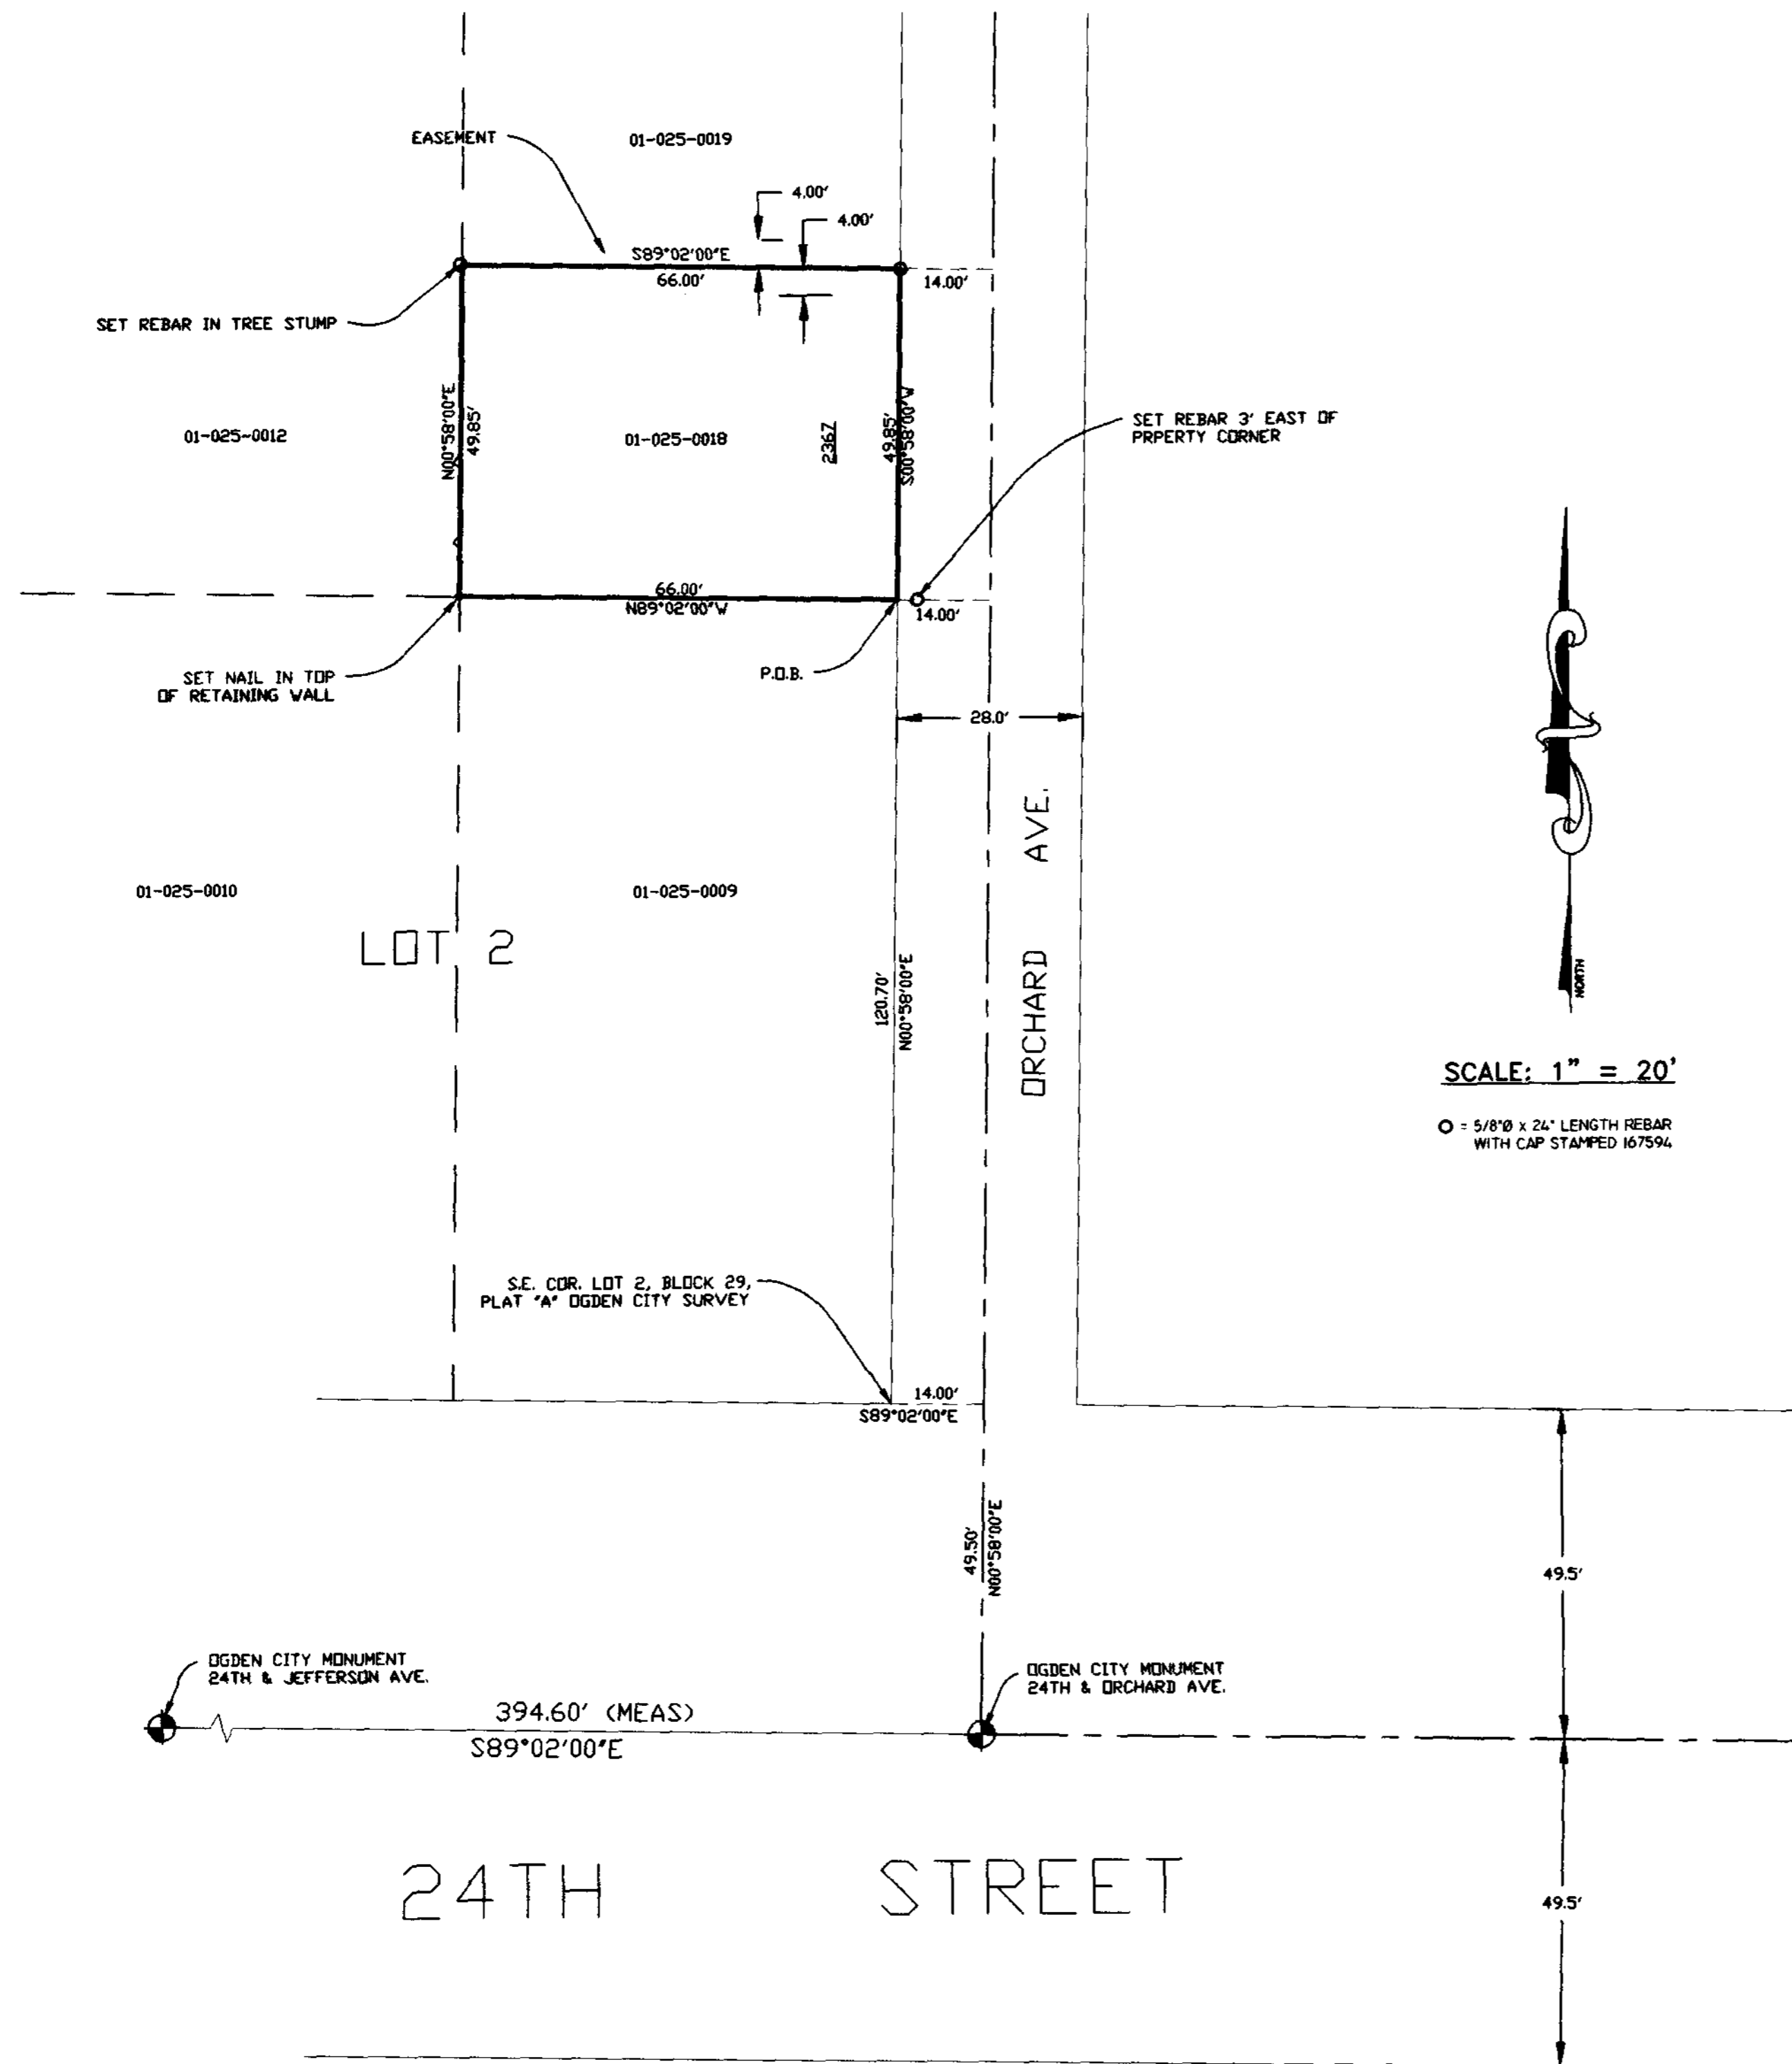 EASEMENT
01-025-0019
4.00'
4.00'
S89°02'00"E
66.00'
14.00'
SET REBAR IN TREE STUMP
N00°58'00"E
49.85'
01-025-0012
01-025-0018
2367
49.85'
S00°58'00"W
SET REBAR 3' EAST OF
PRPERTY CORNER
66.00'
N89°02'00"W
14.00'
SET NAIL IN TOP
OF RETAINING WALL
P.O.B.
28.0'
ORCHARD AVE.
01-025-0010
01-025-0009
LOT 2
120.70'
N00°58'00"E
NORTH
SCALE: 1" = 20'
= 5/8"Ø x 24" LENGTH REBAR
WITH CAP STAMPED 167594
S.E. COR. LOT 2, BLOCK 29,
PLAT "A" OGDEN CITY SURVEY
14.00'
S89°02'00"E
49.50'
N00°58'00"E
49.5'
OGDEN CITY MONUMENT
24TH & JEFFERSON AVE.
OGDEN CITY MONUMENT
24TH & ORCHARD AVE.
394.60' (MEAS)
S89°02'00"E
24TH STREET
49.5'